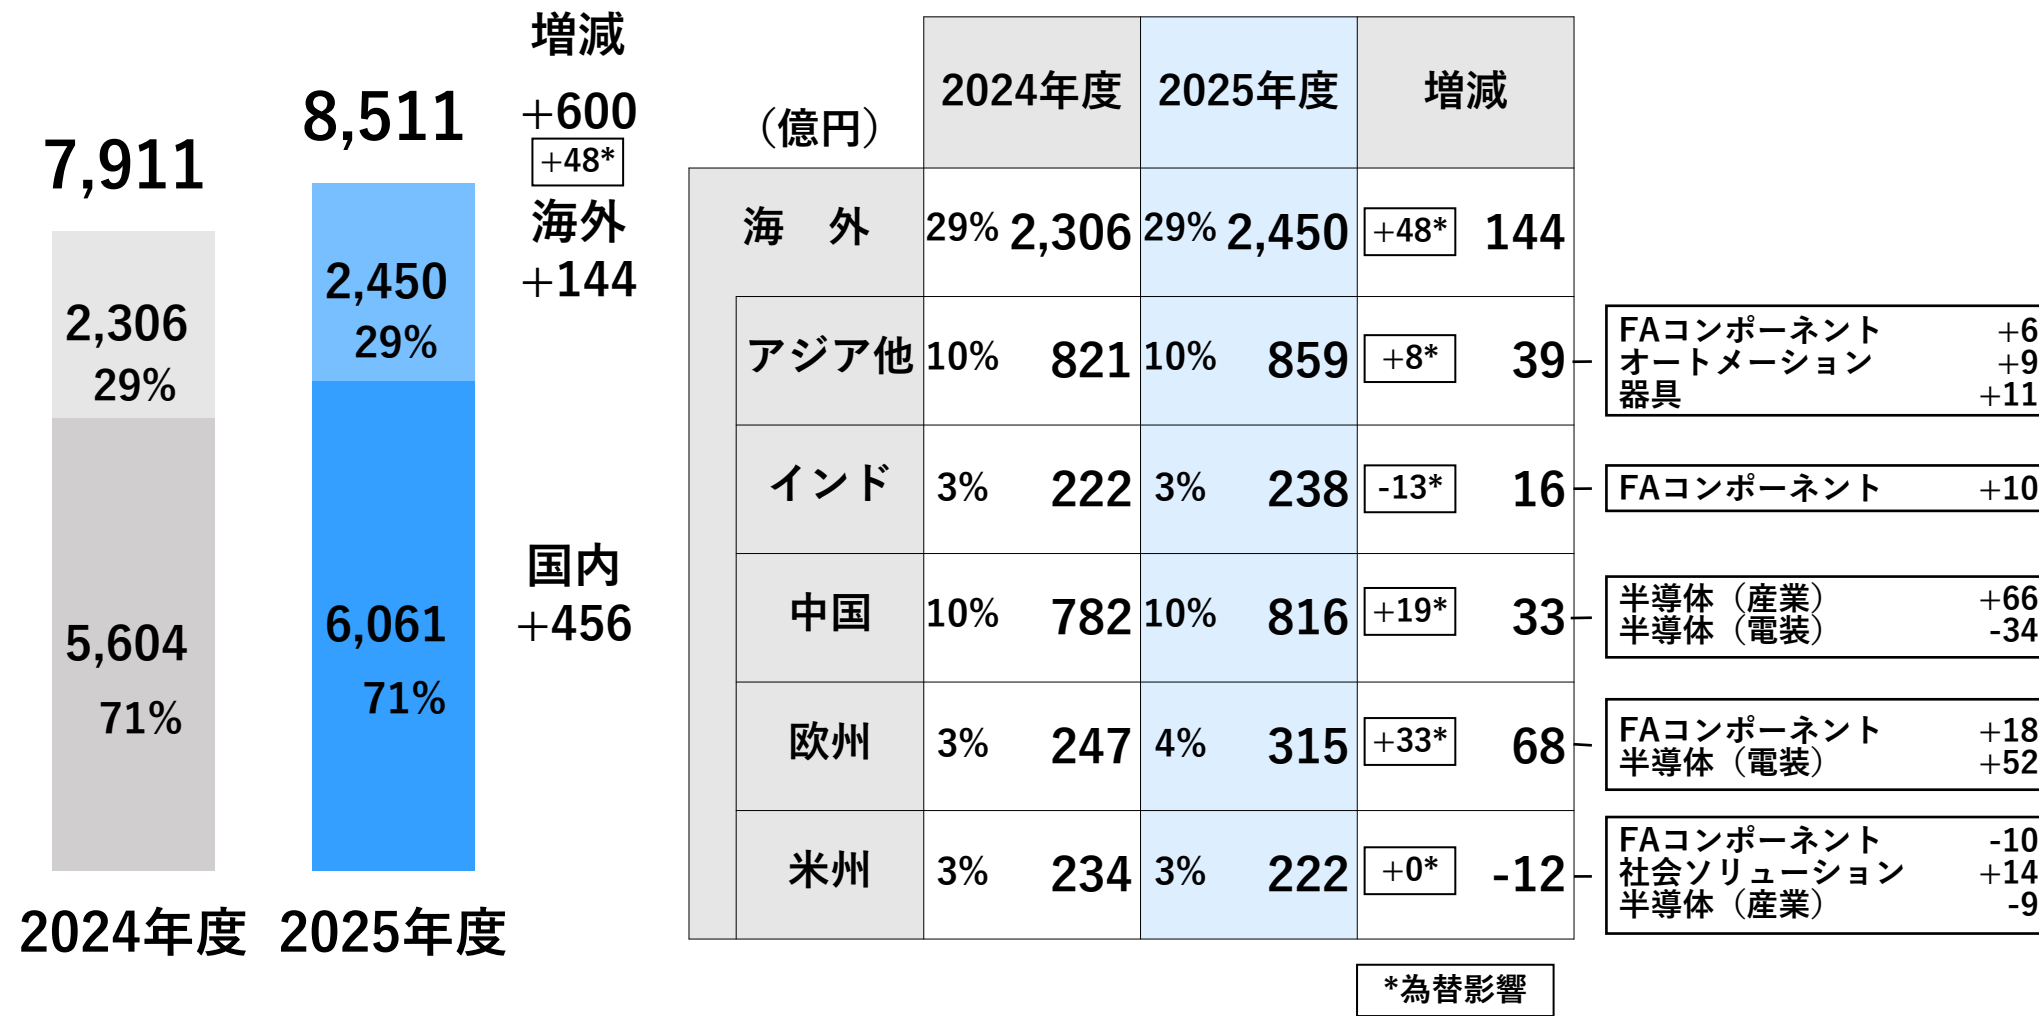 増減
7,911
8,511
+600
+48*
海外
+144
2,306
29%
2,450
29%
国内
+456
5,604
71%
6,061
71%
2024年度
2025年度
（億円）
2024年度 2025年度 増減
海　外 29% 2,306 29% 2,450 +48* 144
アジア他 10% 821 10% 859 +8* 39
FAコンポーネント +6
オートメーション +9
器具 +11
インド 3% 222 3% 238 -13* 16
FAコンポーネント +10
中国 10% 782 10% 816 +19* 33
半導体（産業） +66
半導体（電装） -34
欧州 3% 247 4% 315 +33* 68
FAコンポーネント +18
半導体（電装） +52
米州 3% 234 3% 222 +0* -12
FAコンポーネント -10
社会ソリューション +14
半導体（産業） -9
*為替影響